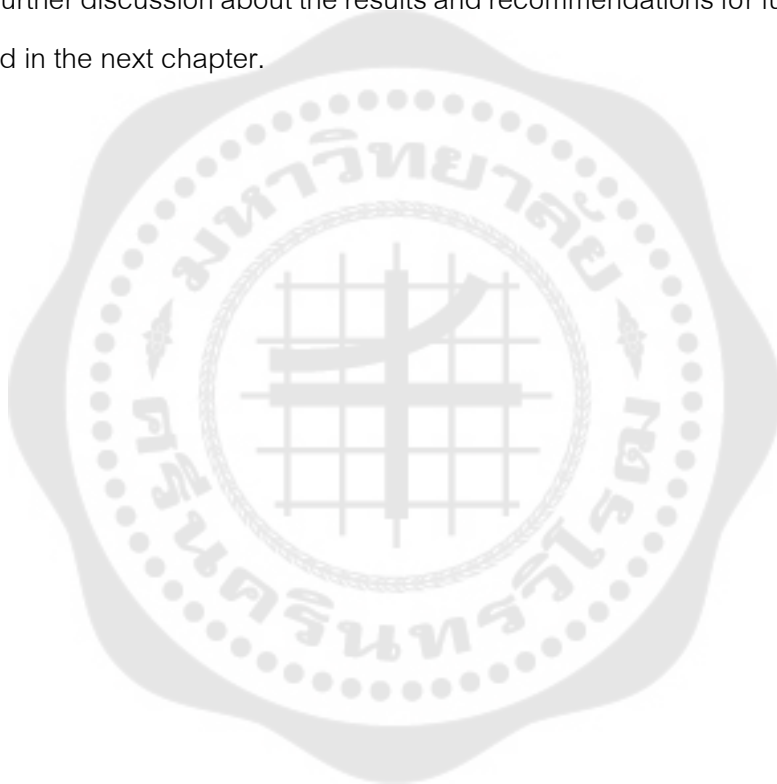 urther discussion about the results and recommendations for fu
d in the next chapter.
มหาวิทยาลัย
ศรีนครินทรวิโรฒ